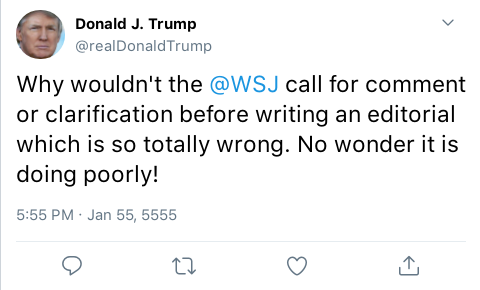 Donald J. Trump
@realDonaldTrump
Why wouldn't the @WSJ call for comment
or clarification before writing an editorial
which is so totally wrong. No wonder it is
doing poorly!
5:55 PM · Jan 55, 5555